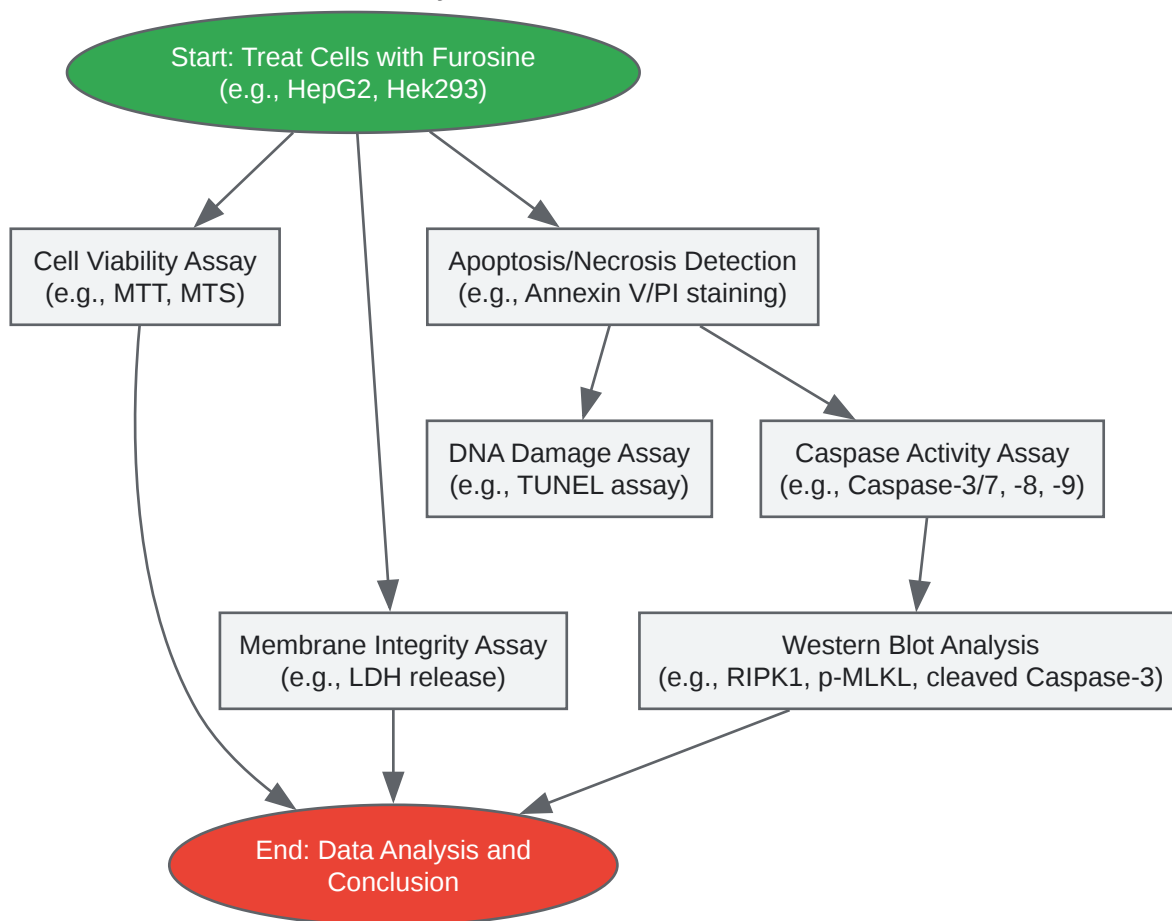 Start: Treat Cells with Furosine
(e.g., HepG2, Hek293)
Cell Viability Assay
(e.g., MTT, MTS)
Apoptosis/Necrosis Detection
(e.g., Annexin V/PI staining)
DNA Damage Assay
(e.g., TUNEL assay)
Caspase Activity Assay
(e.g., Caspase-3/7, -8, -9)
Membrane Integrity Assay
(e.g., LDH release)
Western Blot Analysis
(e.g., RIPK1, p-MLKL, cleaved Caspase-3)
End: Data Analysis and
Conclusion